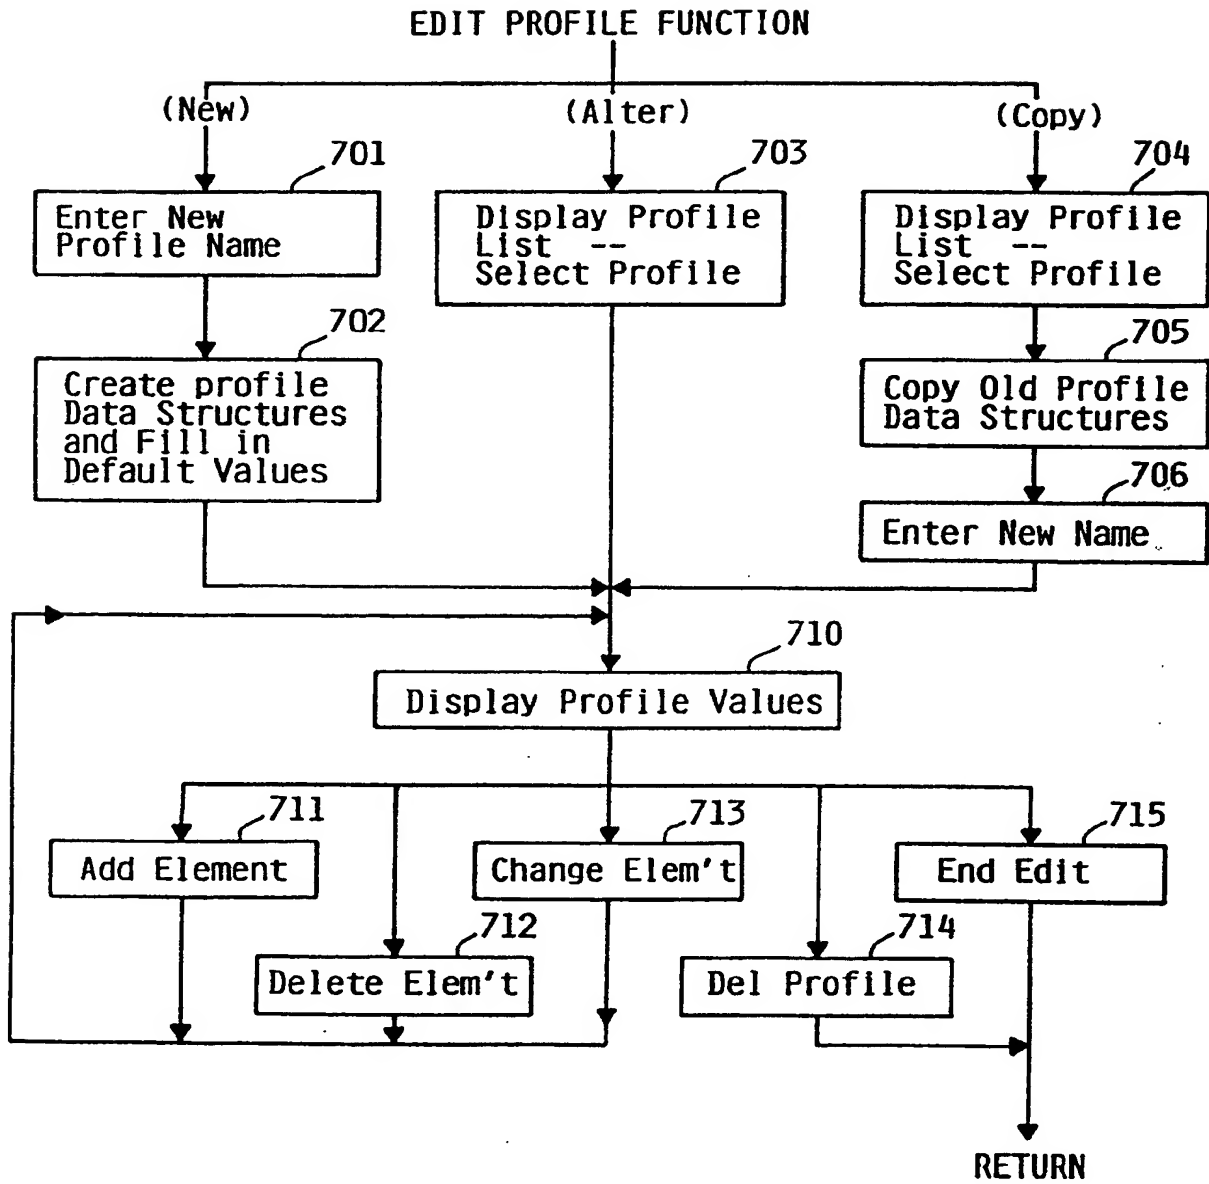 EDIT PROFILE FUNCTION
(New)
(Alter)
(Copy)
701
703
704
Enter New
Profile Name
Display Profile
List --
Select Profile
Display Profile
List --
Select Profile
702
705
Create profile
Data Structures
and Fill in
Default Values
Copy Old Profile
Data Structures
706
Enter New Name
710
Display Profile Values
711
713
715
Add Element
Change Elem't
End Edit
712
714
Delete Elem't
Del Profile
RETURN